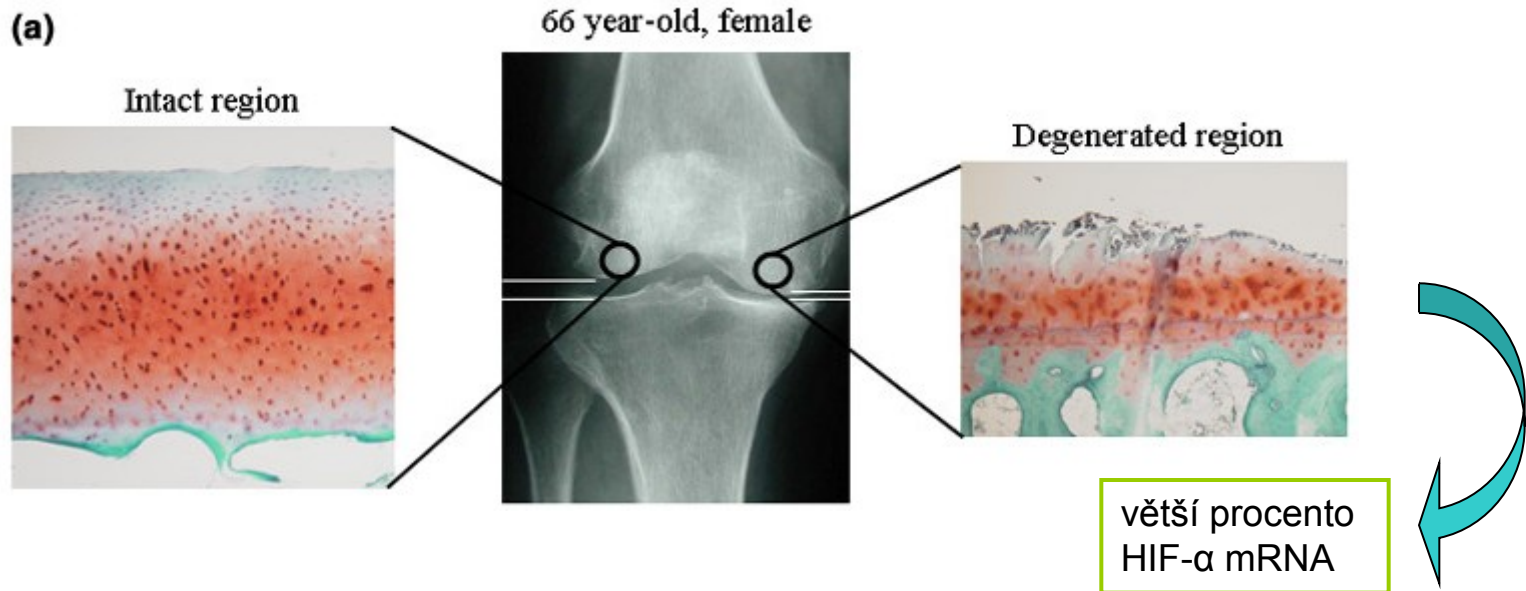 (a)
66 year-old, female
Intact region
Degenerated region
větší procento
HIF-α mRNA